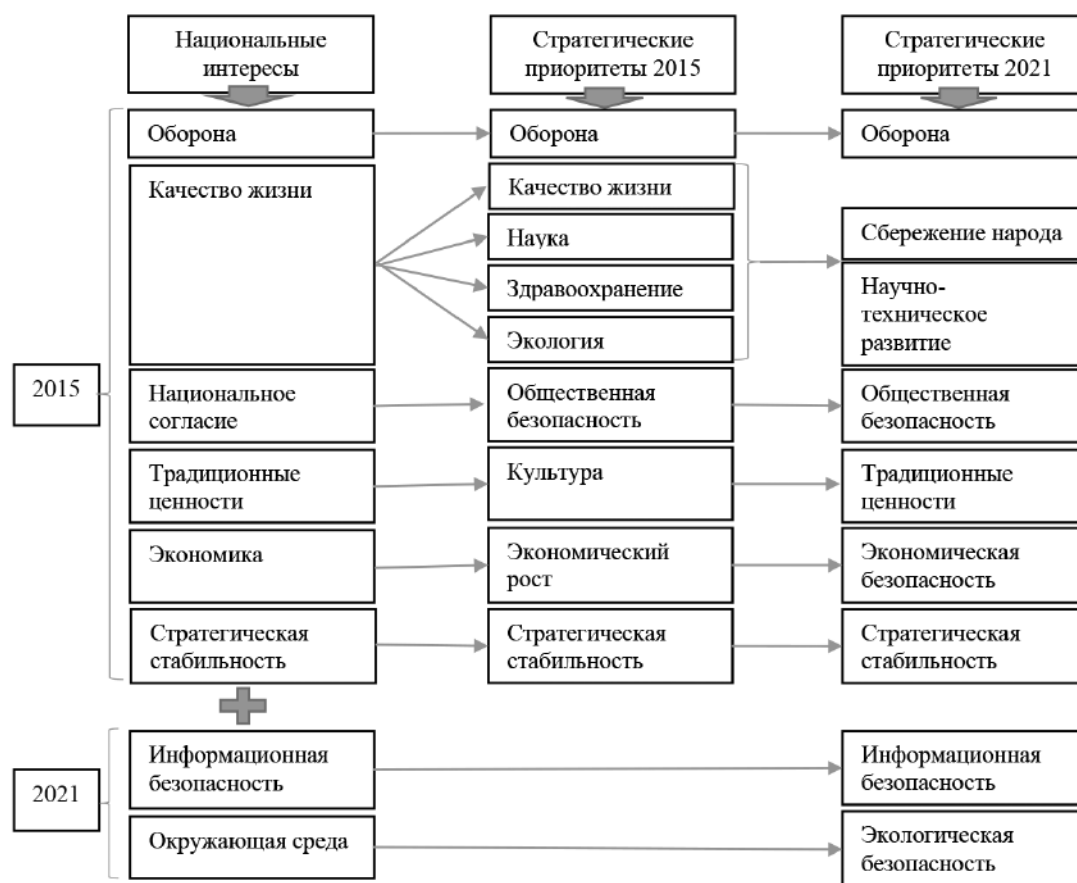 Национальные
интересы
Стратегические
приоритеты 2015
Стратегические
приоритеты 2021
Оборона
Оборона
Оборона
Качество жизни
Качество жизни
Наука
Здравоохранение
Экология
Сбережение народа
Научно-
техническое
развитие
2015
Национальное
согласие
Общественная
безопасность
Общественная
безопасность
Традиционные
ценности
Культура
Традиционные
ценности
Экономика
Экономический
рост
Экономическая
безопасность
Стратегическая
стабильность
Стратегическая
стабильность
Стратегическая
стабильность
2021
Информационная
безопасность
Информационная
безопасность
Окружающая среда
Экологическая
безопасность